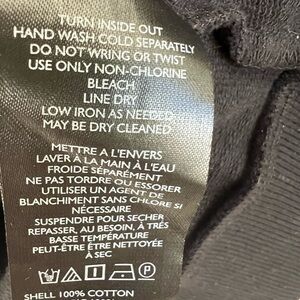 TURN INSIDE OUT
HAND WASH COLD SEPARATELY
DO NOT WRING OR TWIST
USE ONLY NON-CHLORINE
BLEACH
LINE DRY
LOW IRON AS NEEDED
MAY BE DRY CLEANED
METTRE A L'ENVERS
LAVER À LA MAIN À L'EAU
FROIDE SÉPARÉMENT
NE PAS TORDRE OU ESSORER
UTILISER UN AGENT DE
BLANCHIMENT SANS CHLORE SI
NÉCESSAIRE
SUSPENDRE POUR SECHER
REPASSER, AU BESOIN, À TRÈS
BASSE TEMPÉRATURE
PEUT-ÊTRE ÊTRE NETTOYÉE
À SEC
SHELL 100% COTTON